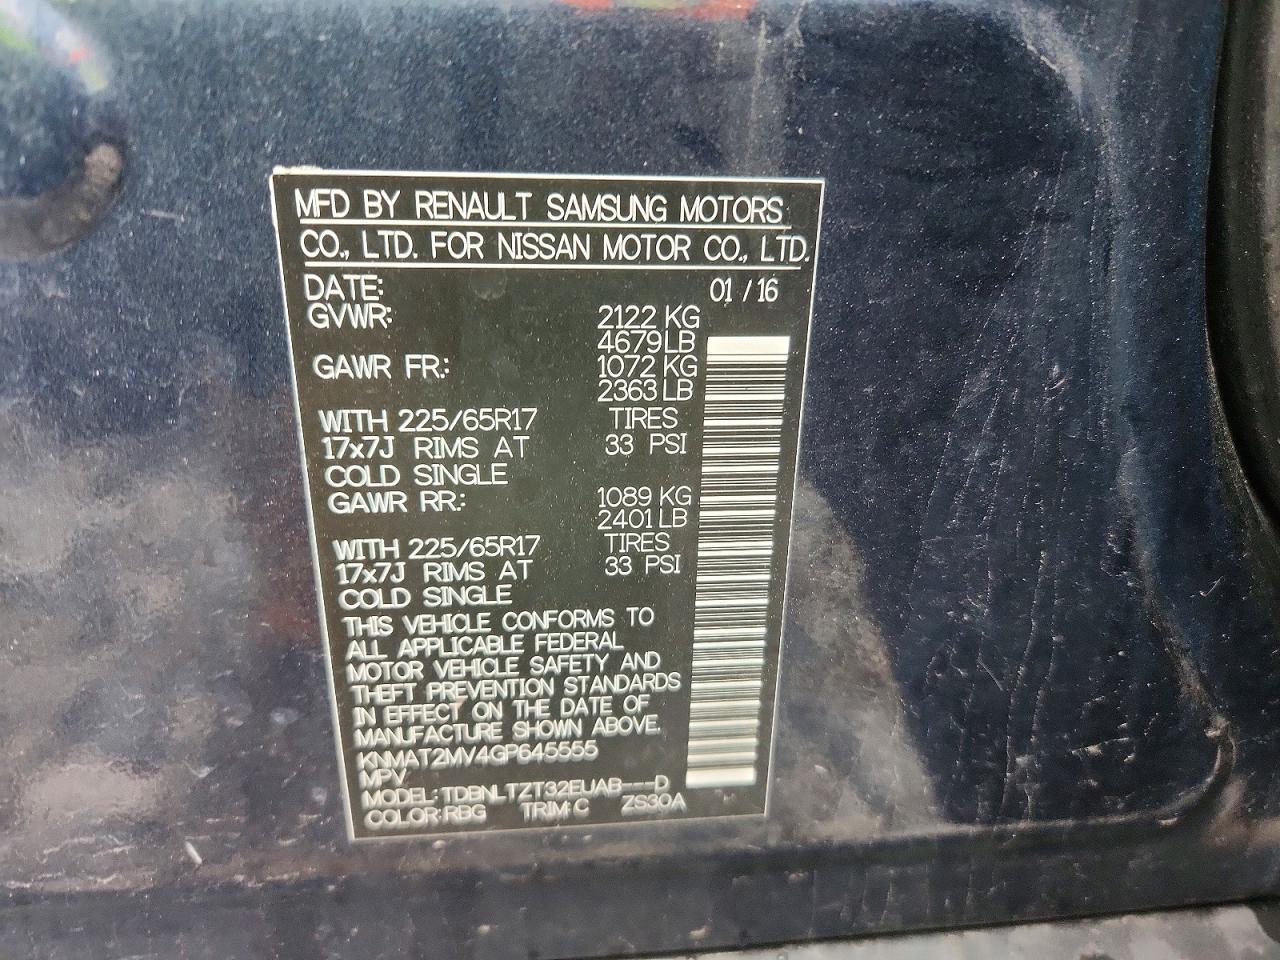 MFD BY RENAULT SAMSUNG MOTORS
CO., LTD. FOR NISSAN MOTOR CO., LTD.
DATE: 01 / 16
GVWR: 2122 KG
4679 LB
GAWR FR.: 1072 KG
2363 LB
WITH 225/65R17 TIRES
17x7J RIMS AT 33 PSI
COLD SINGLE
GAWR RR.: 1089 KG
2401 LB
WITH 225/65R17 TIRES
17x7J RIMS AT 33 PSI
COLD SINGLE
THIS VEHICLE CONFORMS TO
ALL APPLICABLE FEDERAL
MOTOR VEHICLE SAFETY AND
THEFT PREVENTION STANDARDS
IN EFFECT ON THE DATE OF
MANUFACTURE SHOWN ABOVE.
KNMAT2MV4GP645555
MPV
MODEL: TDBNLTZT32EUAB---D
COLOR: RBG TRIM: C ZS30A